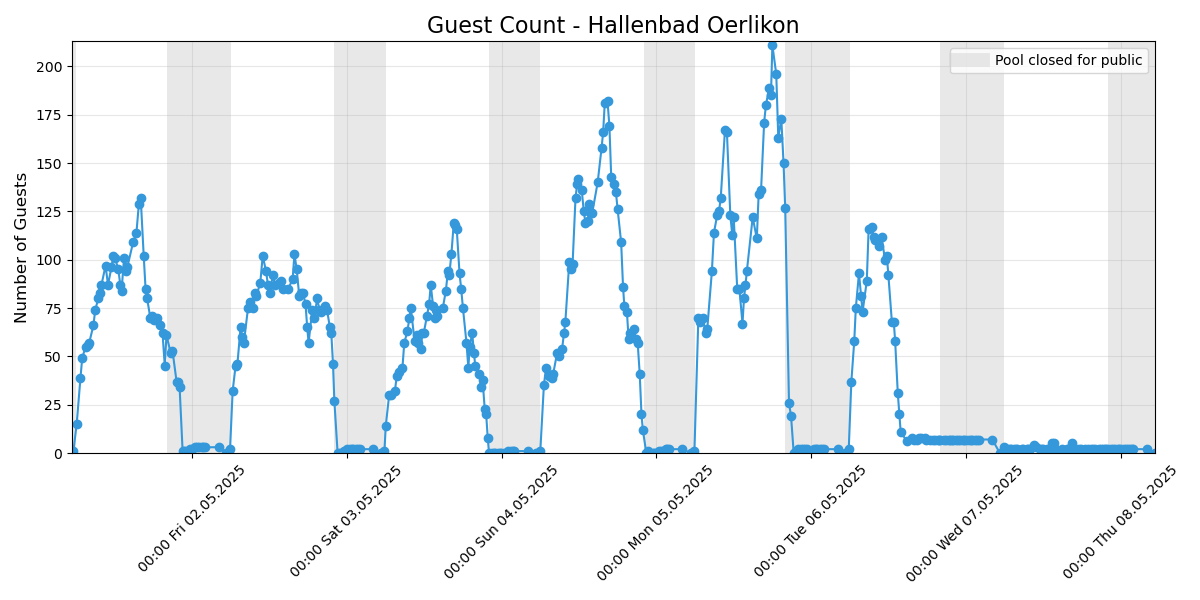 Guest Count - Hallenbad Oerlikon
Pool closed for public
Number of Guests
200
175
150
125
100
75
50
25
0
00:00 Fri 02.05.2025
00:00 Sat 03.05.2025
00:00 Sun 04.05.2025
00:00 Mon 05.05.2025
00:00 Tue 06.05.2025
00:00 Wed 07.05.2025
00:00 Thu 08.05.2025